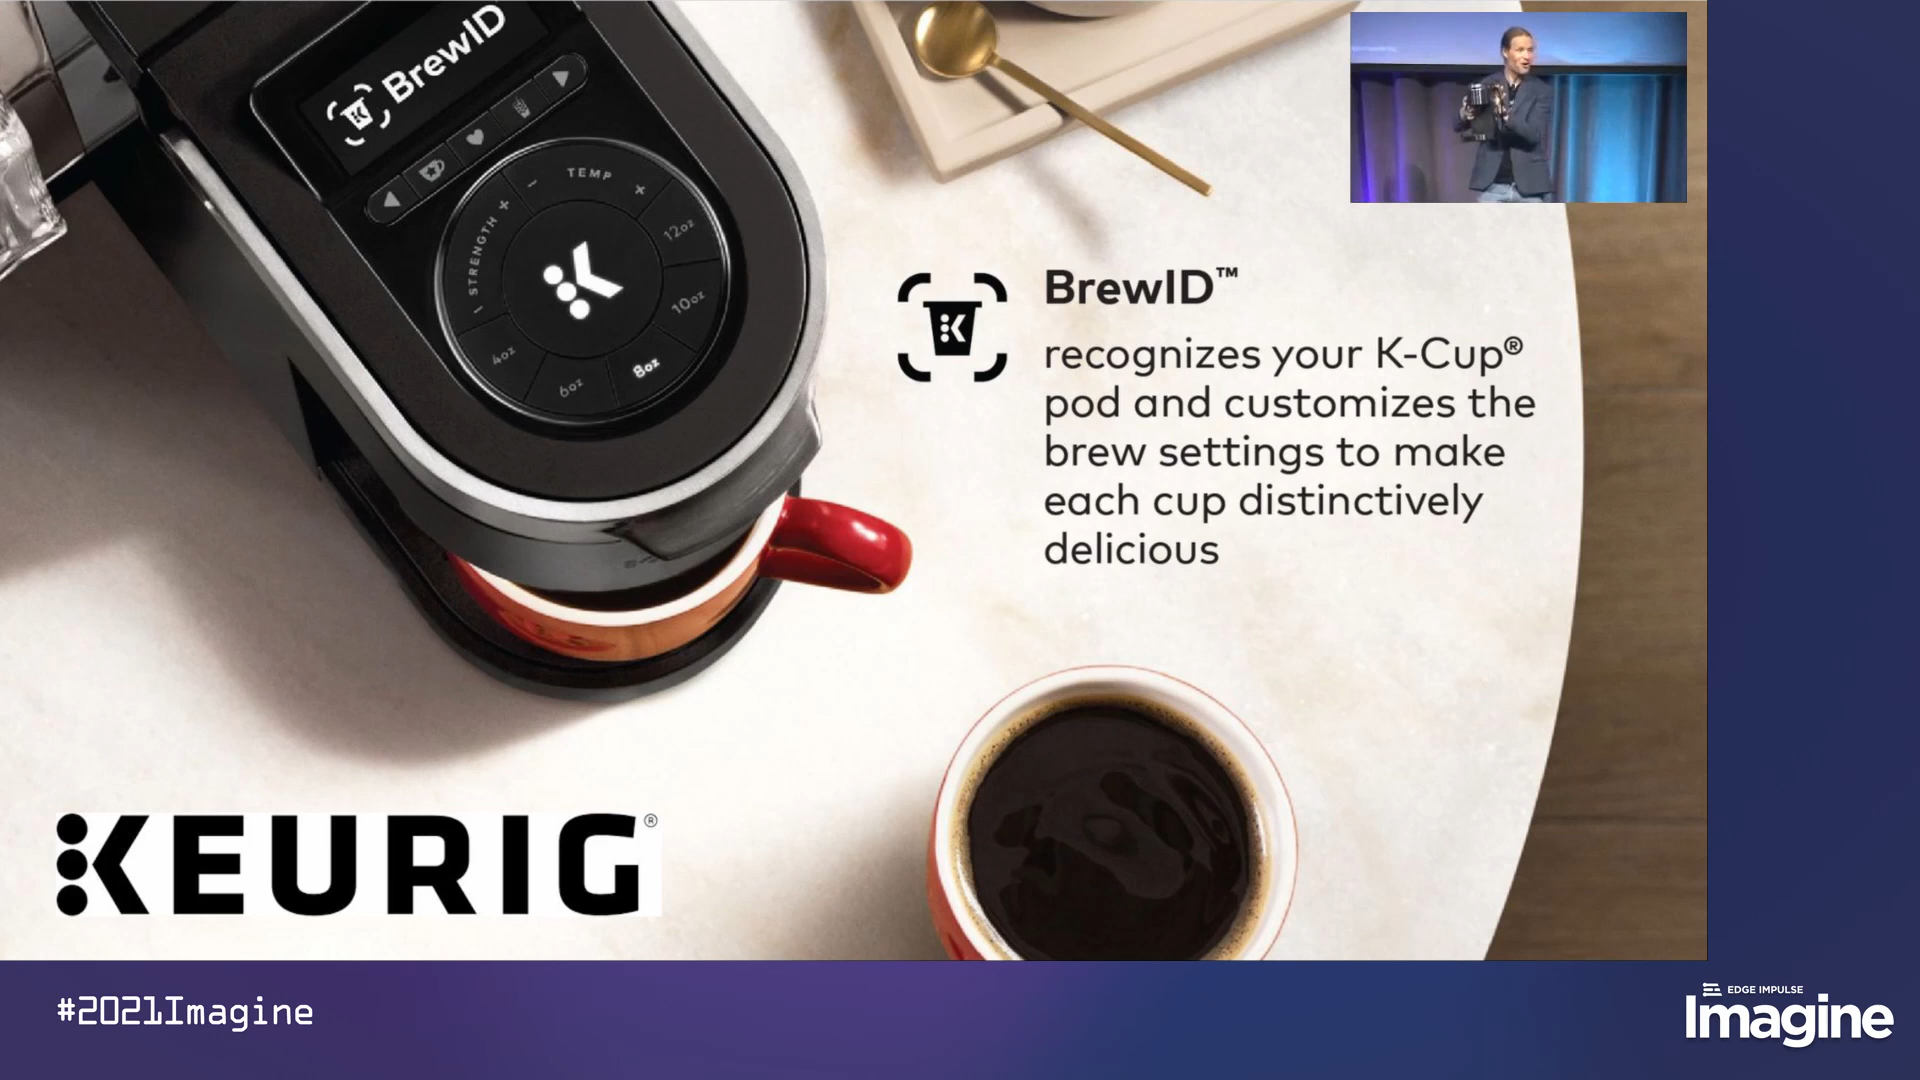 BrewID
TEMP
- +
STRENGTH
- +
12oz
10oz
8oz
6oz
4oz
K
BrewID™
recognizes your K-Cup®
pod and customizes the
brew settings to make
each cup distinctively
delicious
KEURIG®
#2021Imagine
EDGE IMPULSE
Imagine